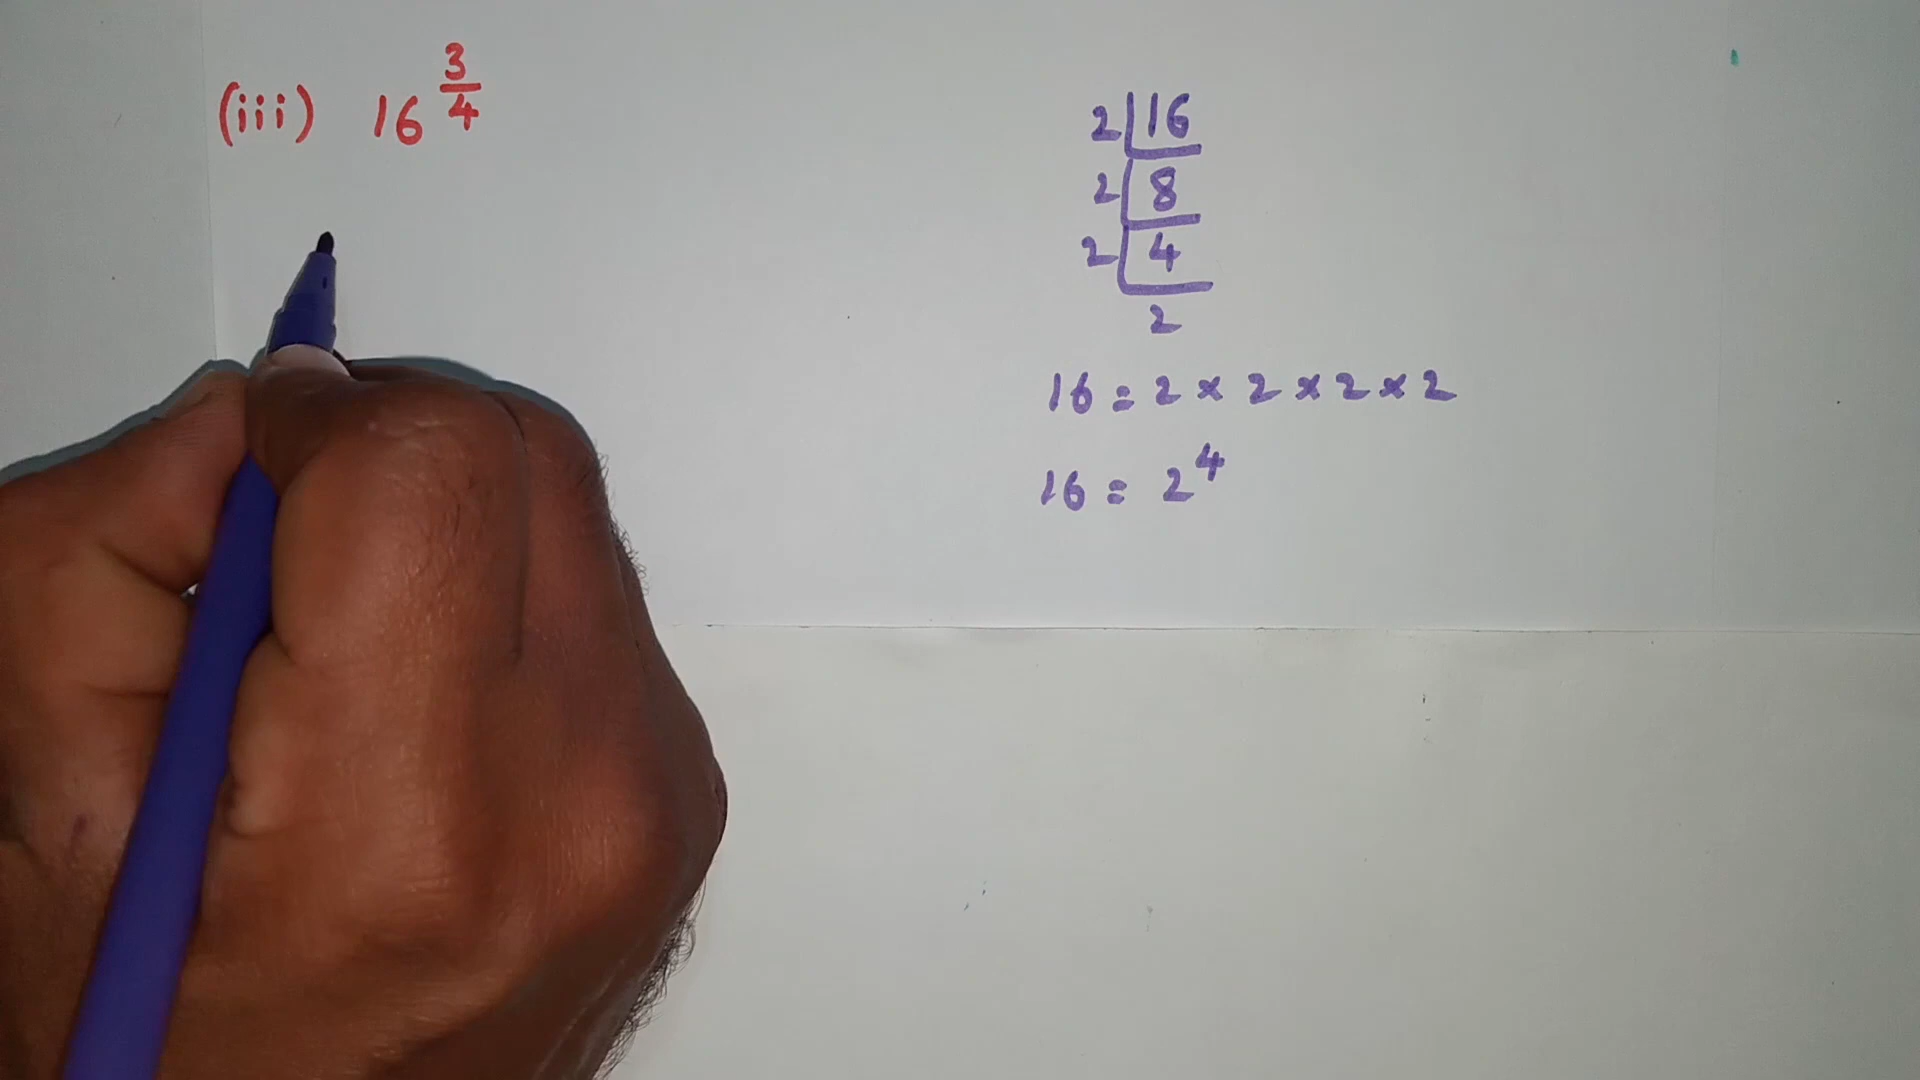 (iii) 16^(3/4)
2|16
2|8
2|4
2
16 = 2 × 2 × 2 × 2
16 = 2^4